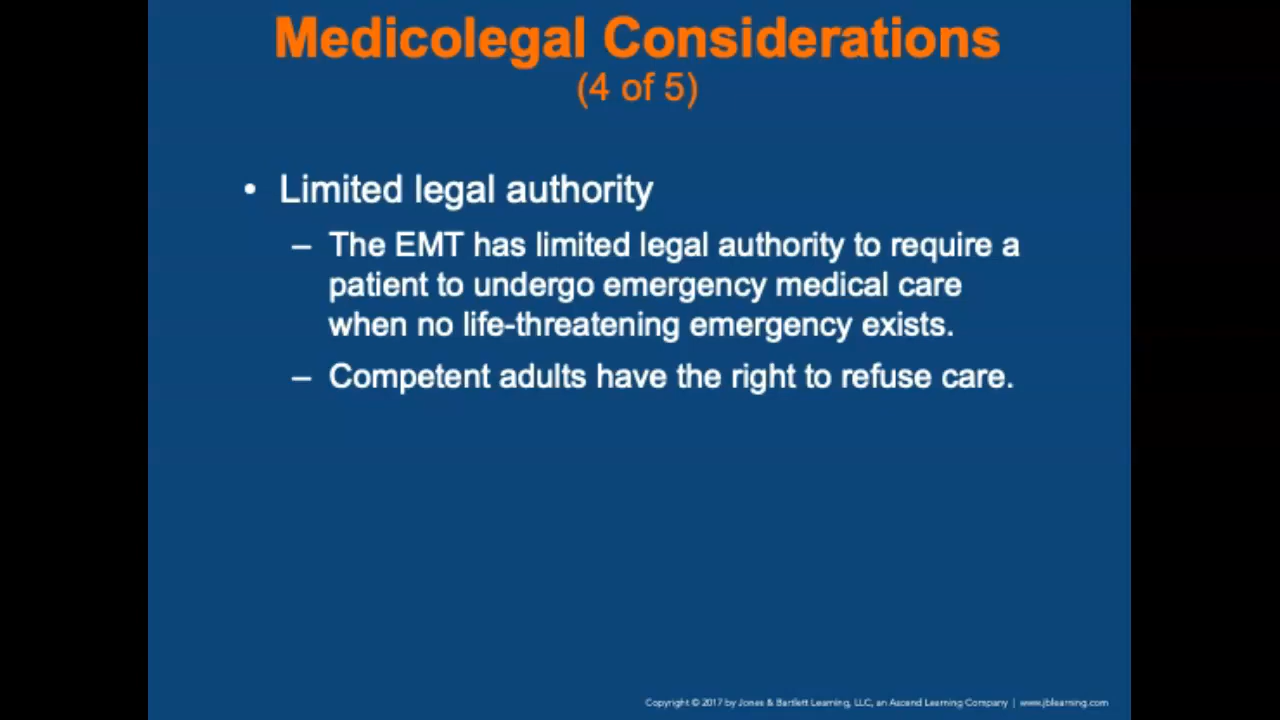 Medicolegal Considerations
(4 of 5)
• Limited legal authority
– The EMT has limited legal authority to require a
patient to undergo emergency medical care
when no life-threatening emergency exists.
– Competent adults have the right to refuse care.
Copyright © 2017 by Jones & Bartlett Learning, LLC, an Ascend Learning Company | www.jblearning.com